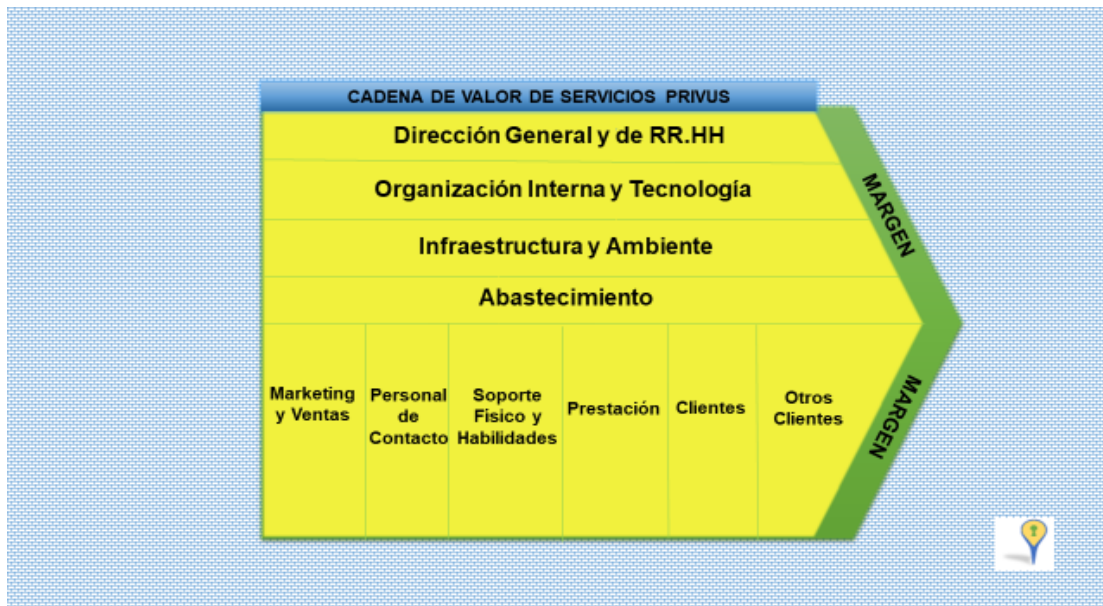 CADENA DE VALOR DE SERVICIOS PRIVUS
Dirección General y de RR.HH
Organización Interna y Tecnología
Infraestructura y Ambiente
Abastecimiento
MARGEN
Marketing
y Ventas
Personal
de
Contacto
Soporte
Fisico y
Habilidades
Prestación
Clientes
Otros
Clientes
MARGEN